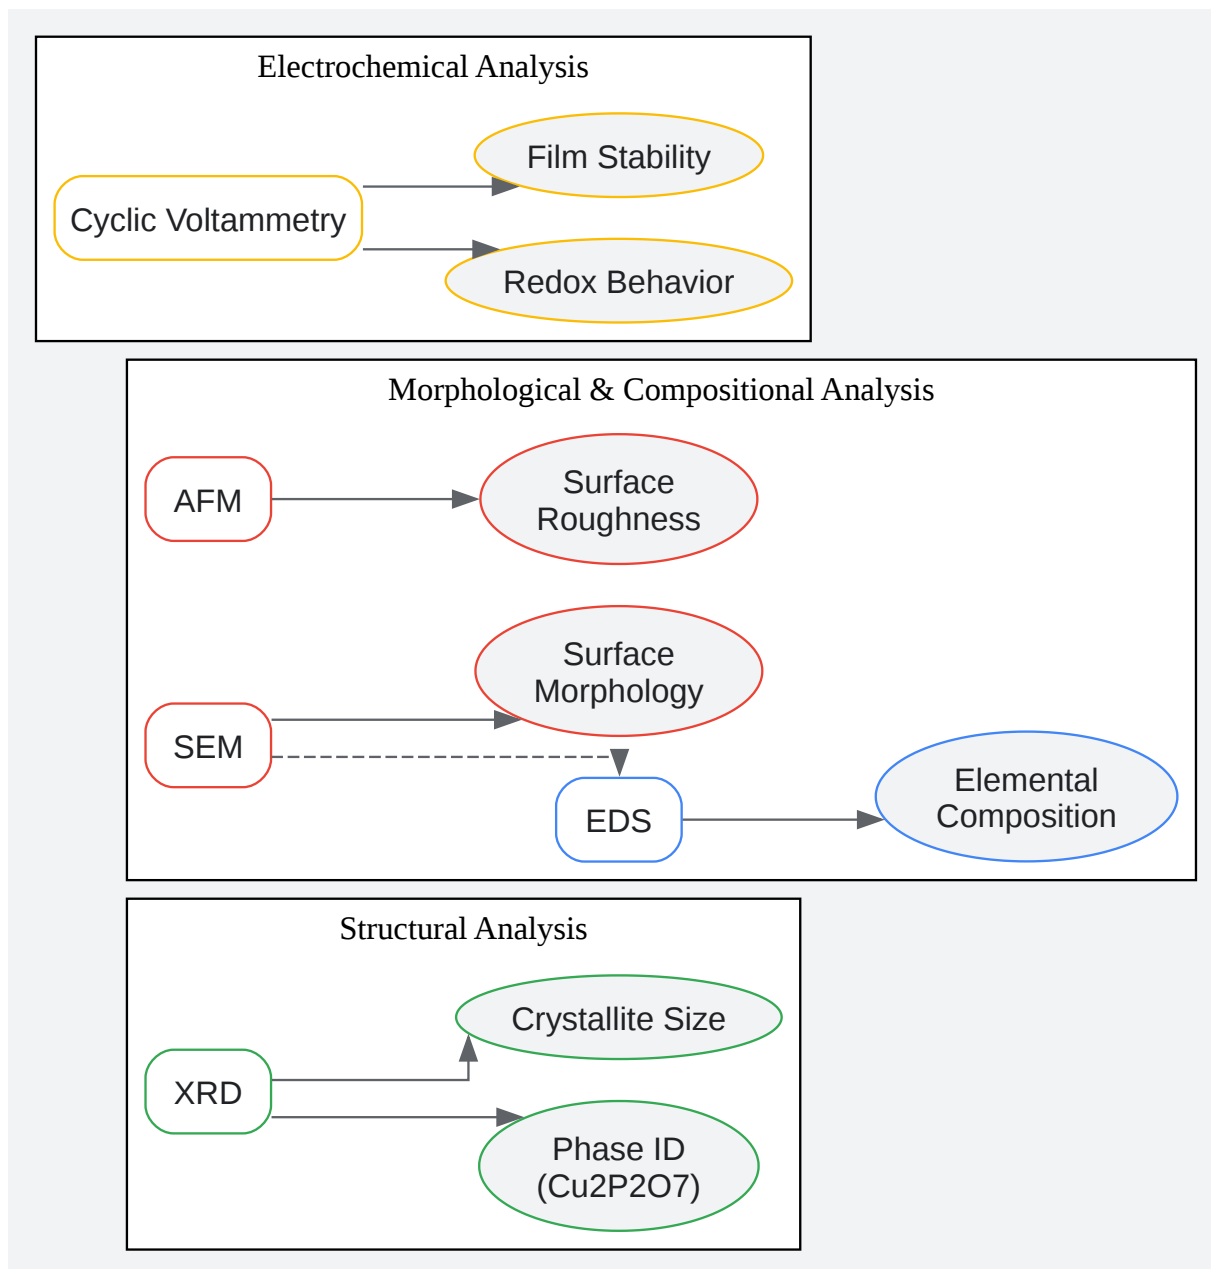 Electrochemical Analysis
Film Stability
Cyclic Voltammetry
Redox Behavior
Morphological & Compositional Analysis
AFM
Surface
Roughness
Surface
Morphology
SEM
EDS
Elemental
Composition
Structural Analysis
Crystallite Size
XRD
Phase ID
(Cu2P2O7)